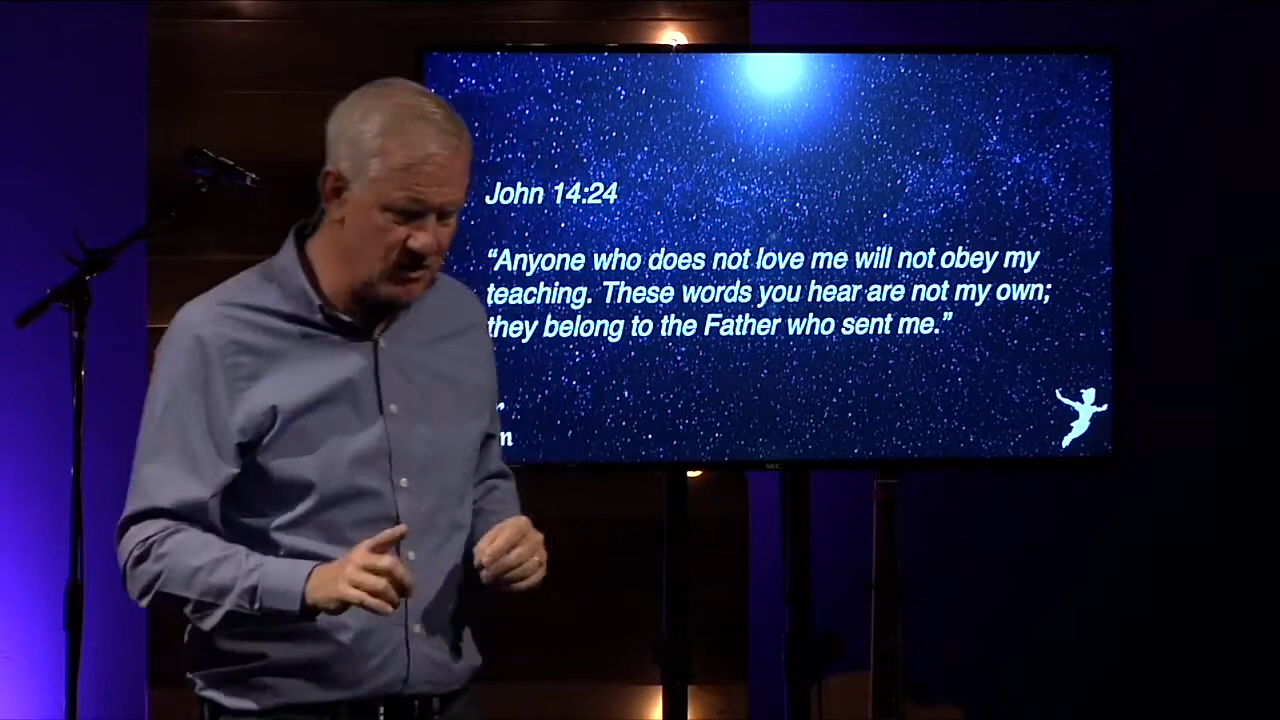 John 14:24
“Anyone who does not love me will not obey my
teaching. These words you hear are not my own;
they belong to the Father who sent me.”
NEC